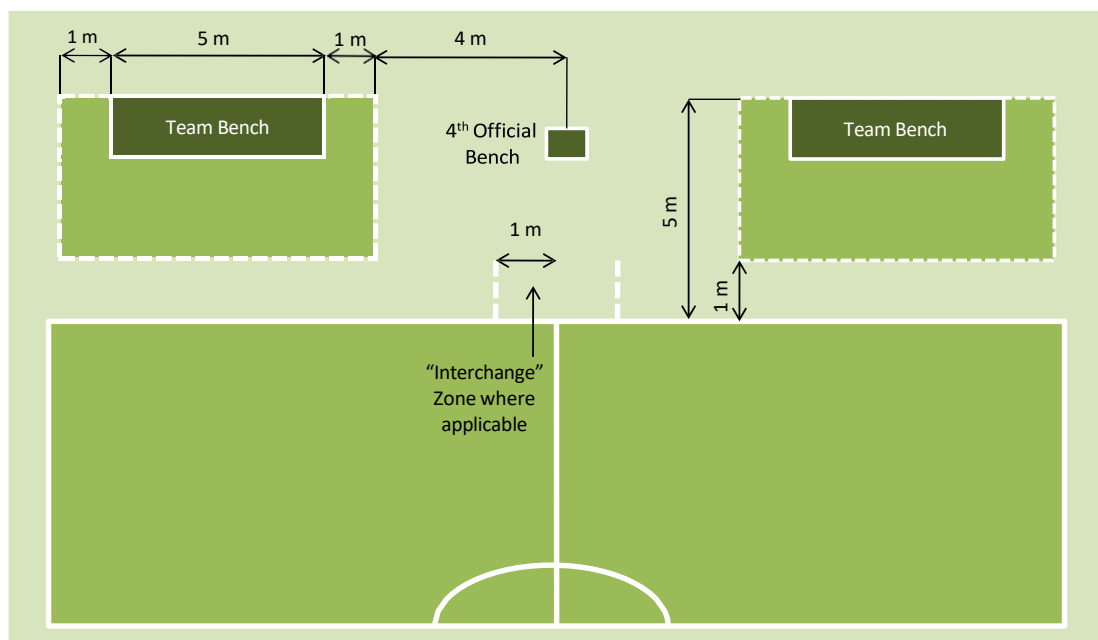 1 m
5 m
1 m
4 m
Team Bench
4th Official
Bench
Team Bench
5 m
1 m
1 m
“Interchange”
Zone where
applicable